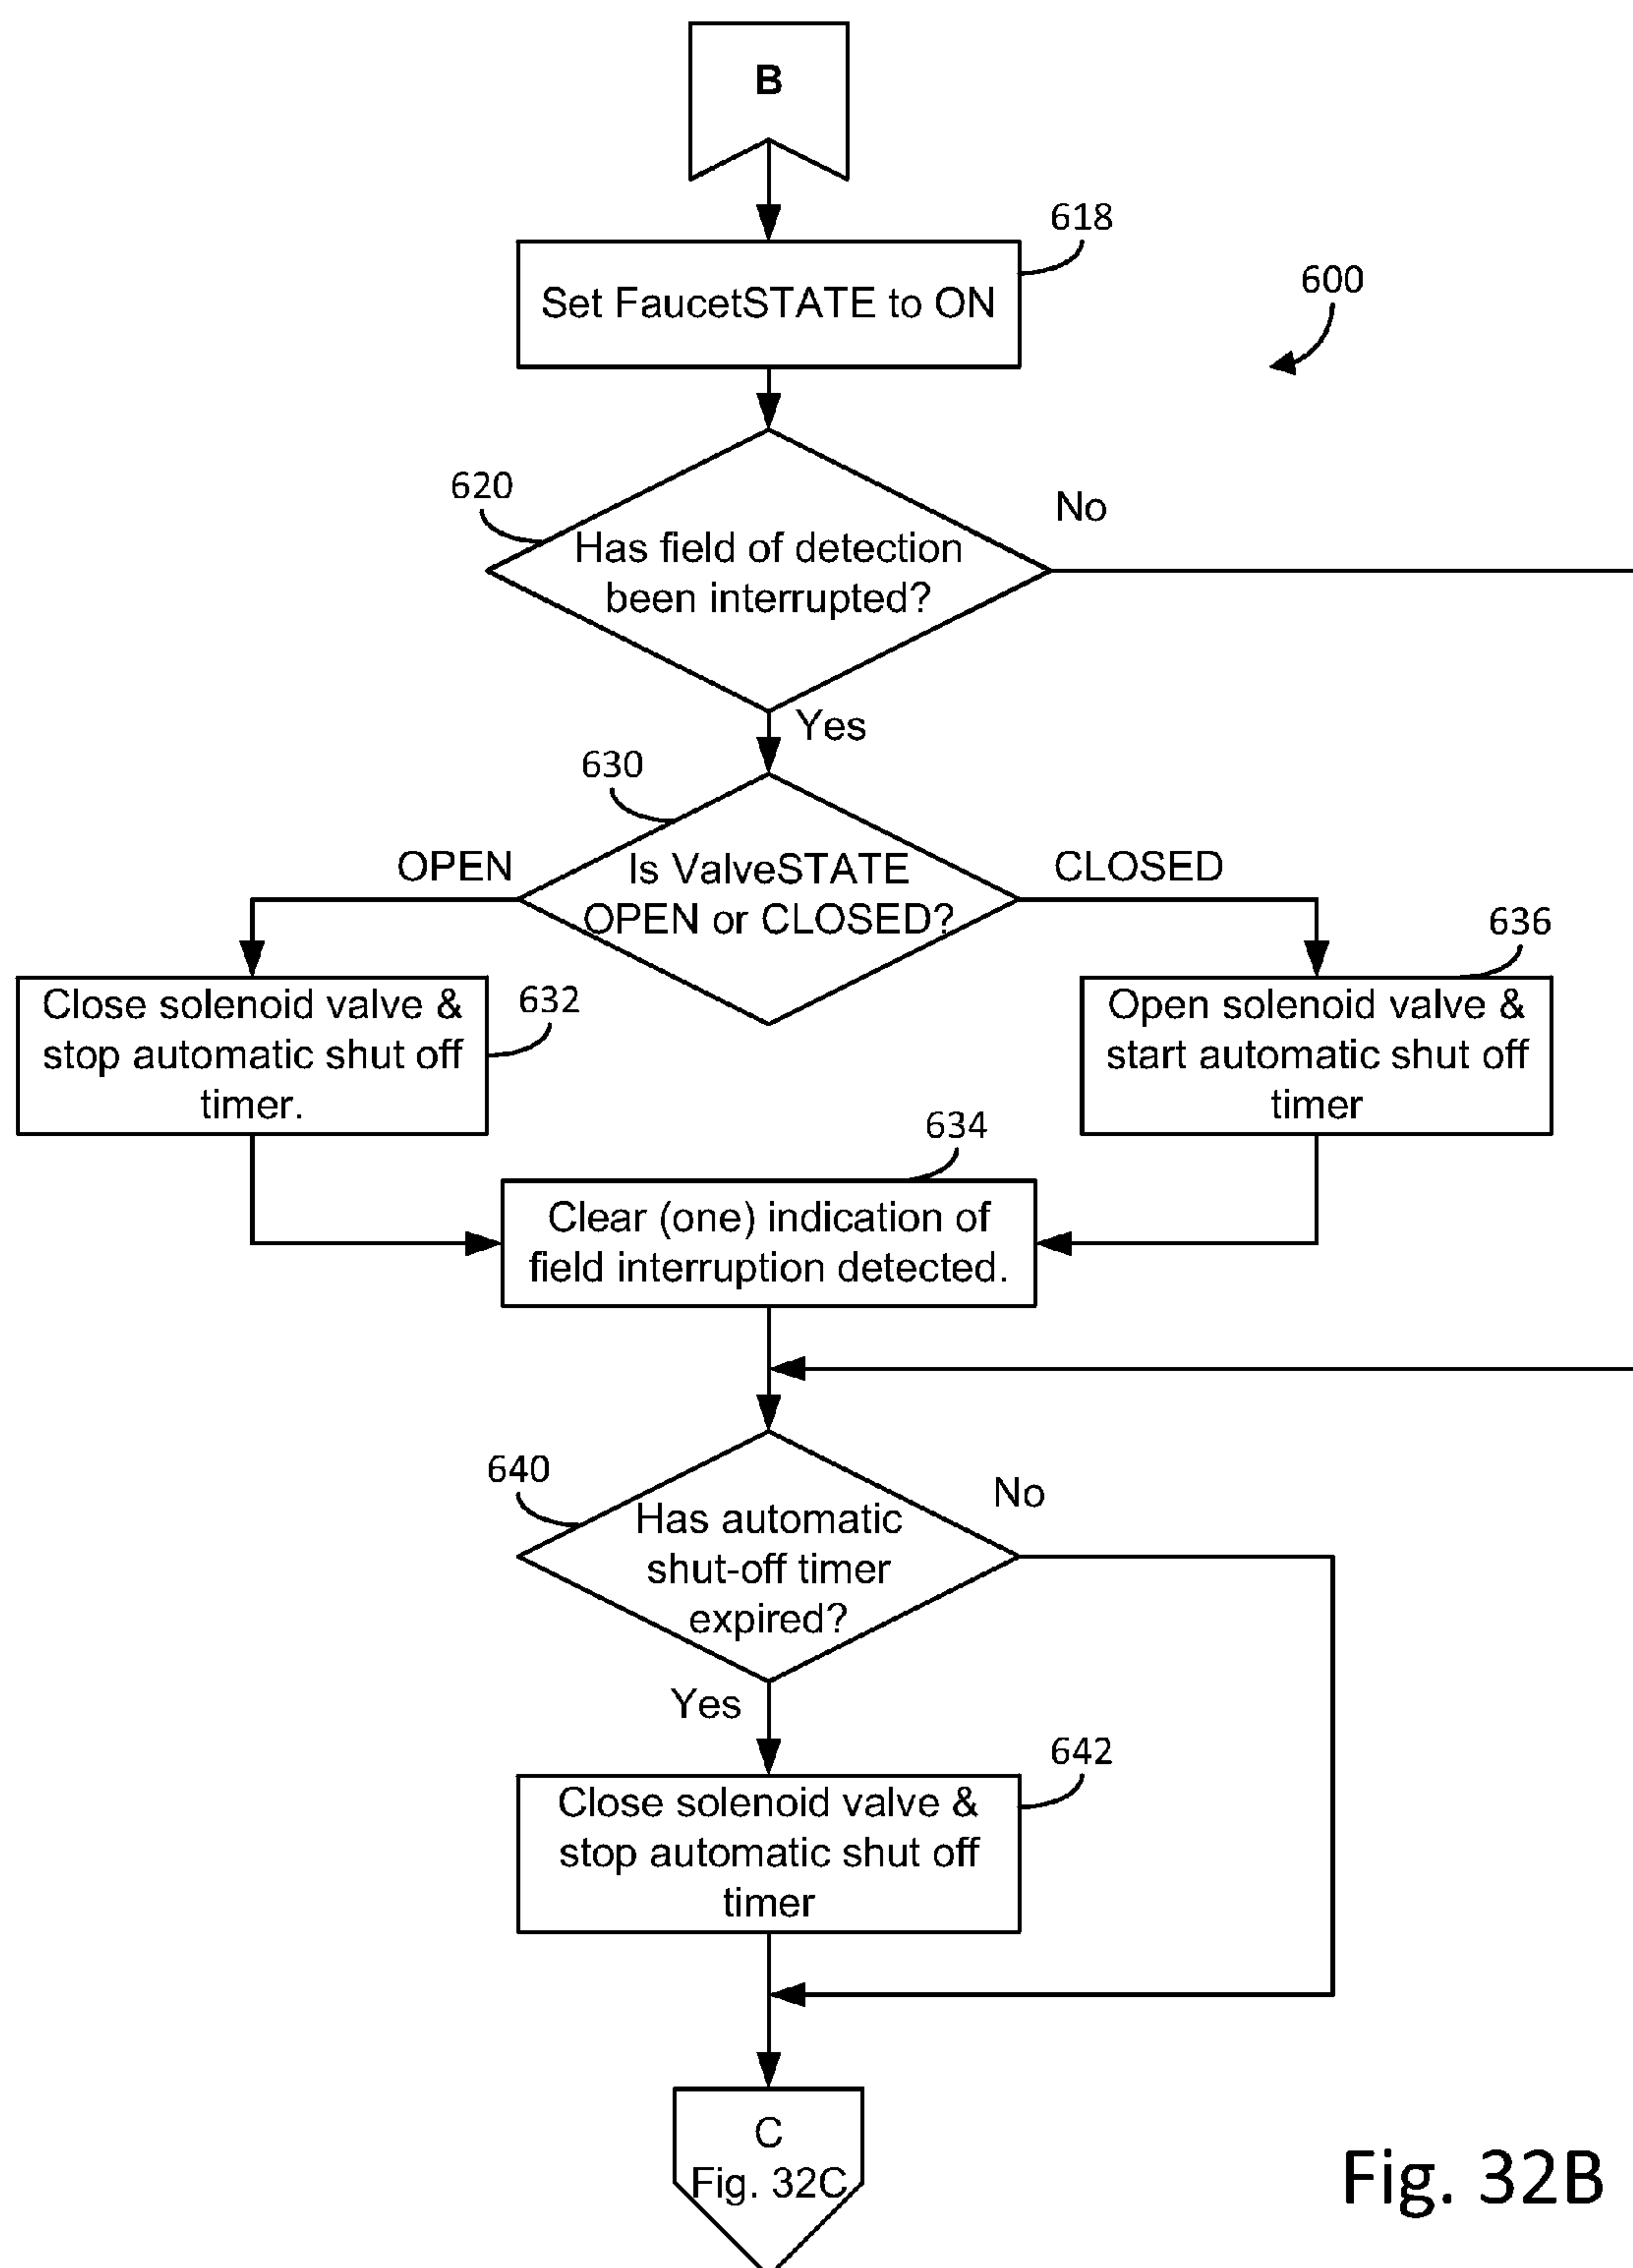 B
618
Set FaucetSTATE to ON
600
620
No
Has field of detection
been interrupted?
Yes
630
OPEN
Is ValveSTATE
OPEN or CLOSED?
CLOSED
636
Close solenoid valve &
stop automatic shut off
timer.
632
Open solenoid valve &
start automatic shut off
timer
634
Clear (one) indication of
field interruption detected.
640
No
Has automatic
shut-off timer
expired?
Yes
642
Close solenoid valve &
stop automatic shut off
timer
C
Fig. 32C
Fig. 32B